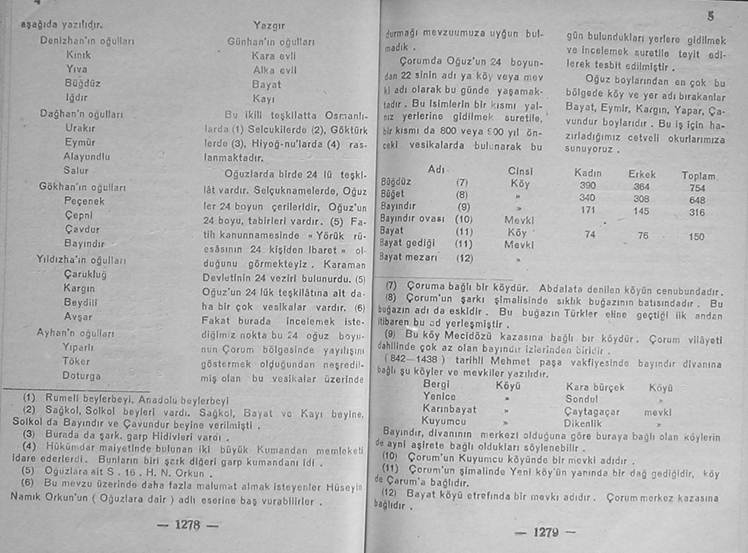 aşağıda yazılıdır.
Denizhan'ın oğulları
Kınık
Yıva
Büğdüz
Iğdır
Dağhan'ın oğulları
Urakır
Eymür
Alayundlu
Salur
Gökhan'ın oğulları
Peçenek
Çepni
Çavdur
Bayındır
Yıldızha'ın oğulları
Çarukluğ
Kargın
Beydili
Avşar
Ayhan'n oğulları
Yıparlı
Töker
Doturga
Yazgır
Günhan'ın oğulları
Kara evli
Alka evli
Bayat
Kayı
Bu ikili teşkilatta Osmanlı-
larda (1) Selcukilerde (2), Göktürk
lerde (3), Hiyoğ-nu'larda (4) ras-
lanmaktadır.
Oğuzlarda birde 24 lü teşki-
lât vardır. Selçuknamelerde, Oğuz
ler 24 boyun çerileridir, Oğuz'un
24 boyu, tabirleri vardır. (5) Fa-
tih kanunnamesinde « Yörük rü-
esâsının 24 kişiden ibaret » ol-
duğunu görmekteyiz. Karaman
Devletinin 24 veziri bulunurdu. (5)
Oğuz'un 24 lük teşkilâtına ait da-
ha bir çok vesikalar vardır. (6)
Fakat burada incelemek iste-
diğimiz nokta bu 24 oğuz boyu-
nun Çorum bölgesinde yayılışını
göstermek olduğundan neşredil-
miş olan bu vesikalar üzerinde
(1) Rumeli beylerbeyi, Anadolu beylerbeyi
(2) Sağkol, Solkol beyleri vardı. Sağkol, Bayat ve Kayı beyine,
Solkol da Bayındır ve Çavundur beyine verilmişti .
(3) Burada da şark, garp Hidivleri vardı .
(4) Hükümdar maiyetinde bulunan iki büyük Kumandan memleketi
idare ederlerdi. Bunların biri şark diğeri garp kumandanı idi .
(5) Oğuzlara ait S . 16 . H. N. Orkun .
(6) Bu mevzu üzerinde daha fazla malumat almak isteyenler Hüseyin
Namık Orkun'un ( Oğuzlara dair ) adlı eserine baş vurabilirler .
— 1278 —
5
durmağı mevzuumuza uygun bul-
madık .
Çorumda Oğuz'un 24 boyun-
dan 22 sinin adı ya köy veya mev
ki adı olarak bu günde yaşamak-
tadır . Bu isimlerin bir kısmı yal-
nız yerlerine gidilmek suretile,
bir kısmı da 800 veya 600 yıl ön-
ceki vesikalarda bulunarak bu
gün bulundukları yerlere gidilmek
ve incelemek suretile teyit edi-
lerek tesbit edilmiştir .
Oğuz boylarından en çok bu
bölgede köy ve yer adı bırakanlar
Bayat, Eymir, Kargın, Yapar, Ça-
vundur boylarıdır . Bu iş için ha-
zırladığımız cetveli okurlarımıza
sunuyoruz .
Adı Cinsi Kadın Erkek Toplam
Büğdüz (7) Köy 390 364 754
Büğet (8) » 340 308 648
Bayındır (9) » 171 145 316
Bayındır ovası (10) Mevki
Bayat (11) Köy 74 76 150
Bayat gediği (11) Mevki
Bayat mezarı (12) »
(7) Çoruma bağlı bir köydür. Abdalata denilen köyün cenubundadır.
(8) Çorum'un şarkı şimalisinde sıklık buğazının batısındadır . Bu
buğazın adı da eskidir . Bu buğazın Türkler eline geçtiği ilk andan
itibaren bu ad yerleşmiştir .
(9) Bu köy Mecidözü kazasına bağlı bir köydür. Çorum vilâyeti
dahilinde çok az olan bayındır izlerinden biridir .
(842—1438 ) tarihli Mehmet paşa vakfiyesinde bayındır divanına
bağlı şu köyler ve mevkiler yazılıdır.
Bergi Köyü Kara bürçek Köyü
Yenice » Sondul »
Karınbayat » Çaytagaçar mevki
Kuyumcu » Dikenlik »
Bayındır, divanının merkezi olduğuna göre buraya bağlı olan köylerin
de ayni aşirete bağlı oldukları söylenebilir .
(10) Çorum'un Kuyumcu köyünde bir mevki adıdır .
(11) Çorum'un şimalinde Yeni köy'ün yanında bir dağ gediğidir, köy
de Çorum'a bağlıdır.
(12) Bayat köyü etrefında bir mevki adıdır . Çorum merkez kazasına
bağlıdır .
— 1279 —